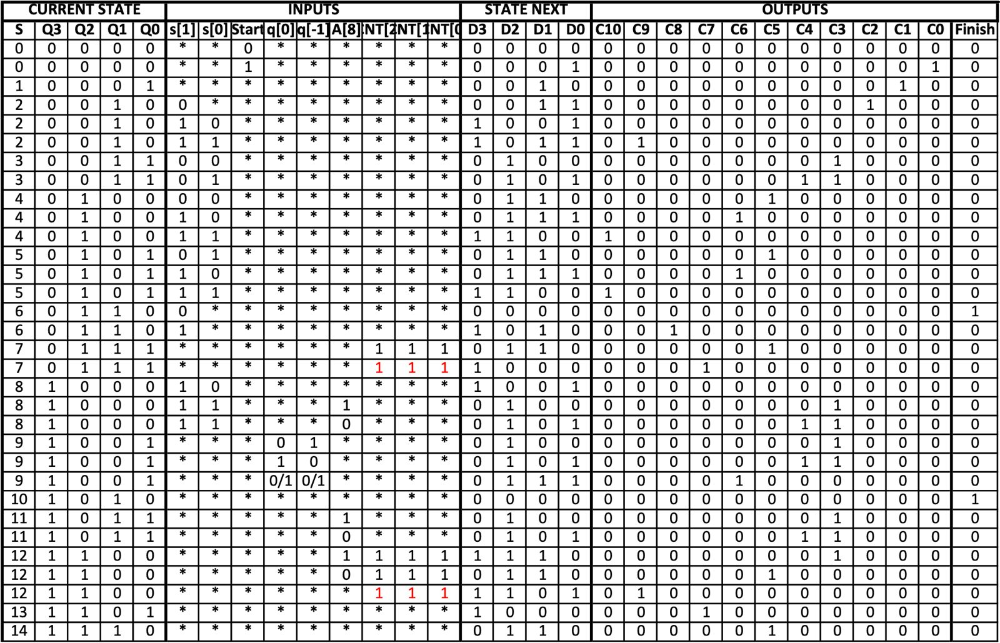 CURRENT STATE INPUTS STATE NEXT OUTPUTS
S Q3 Q2 Q1 Q0 s[1] s[0] Start q[0] q[-1] A[8] NT[2 NT[1 NT[0 D3 D2 D1 D0 C10 C9 C8 C7 C6 C5 C4 C3 C2 C1 C0 Finish
0 0 0 0 0 * * 0 * * * * * * 0 0 0 0 0 0 0 0 0 0 0 0 0 0 0 0
0 0 0 0 0 * * 1 * * * * * * 0 0 0 1 0 0 0 0 0 0 0 0 0 0 1 0
1 0 0 0 1 * * * * * * * * * 0 0 1 0 0 0 0 0 0 0 0 0 0 1 0 0
2 0 0 1 0 0 * * * * * * * * 0 0 1 1 0 0 0 0 0 0 0 0 1 0 0 0
2 0 0 1 0 1 0 * * * * * * * 1 0 0 1 0 0 0 0 0 0 0 0 0 0 0 0
2 0 0 1 0 1 1 * * * * * * * 1 0 1 1 0 1 0 0 0 0 0 0 0 0 0 0
3 0 0 1 1 0 0 * * * * * * * 0 1 0 0 0 0 0 0 0 0 0 1 0 0 0 0
3 0 0 1 1 0 1 * * * * * * * 0 1 0 1 0 0 0 0 0 0 1 1 0 0 0 0
4 0 1 0 0 0 0 * * * * * * * 0 1 1 0 0 0 0 0 0 1 0 0 0 0 0 0
4 0 1 0 0 1 0 * * * * * * * 0 1 1 1 0 0 0 0 1 0 0 0 0 0 0 0
4 0 1 0 0 1 1 * * * * * * * 1 1 0 0 1 0 0 0 0 0 0 0 0 0 0 0
5 0 1 0 1 0 1 * * * * * * * 0 1 1 0 0 0 0 0 0 1 0 0 0 0 0 0
5 0 1 0 1 1 0 * * * * * * * 0 1 1 1 0 0 0 0 1 0 0 0 0 0 0 0
5 0 1 0 1 1 1 * * * * * * * 1 1 0 0 1 0 0 0 0 0 0 0 0 0 0 0
6 0 1 1 0 0 * * * * * * * * 0 0 0 0 0 0 0 0 0 0 0 0 0 0 0 1
6 0 1 1 0 1 * * * * * * * * 1 0 1 0 0 0 1 0 0 0 0 0 0 0 0 0
7 0 1 1 1 * * * * * * 1 1 1 0 1 1 0 0 0 0 0 0 1 0 0 0 0 0 0
7 0 1 1 1 * * * * * * 1 1 1 1 0 0 0 0 0 0 1 0 0 0 0 0 0 0 0
8 1 0 0 0 1 0 * * * * * * * 1 0 0 1 0 0 0 0 0 0 0 0 0 0 0 0
8 1 0 0 0 1 1 * * * 1 * * * 0 1 0 0 0 0 0 0 0 0 0 1 0 0 0 0
8 1 0 0 0 1 1 * * * 0 * * * 0 1 0 1 0 0 0 0 0 0 1 1 0 0 0 0
9 1 0 0 1 * * * 0 1 * * * * 0 1 0 0 0 0 0 0 0 0 0 1 0 0 0 0
9 1 0 0 1 * * * 1 0 * * * * 0 1 0 1 0 0 0 0 0 0 1 1 0 0 0 0
9 1 0 0 1 * * * 0/1 0/1 * * * * 0 1 1 1 0 0 0 0 1 0 0 0 0 0 0 0
10 1 0 1 0 * * * * * * * * * 0 0 0 0 0 0 0 0 0 0 0 0 0 0 0 1
11 1 0 1 1 * * * * * 1 * * * 0 1 0 0 0 0 0 0 0 0 0 1 0 0 0 0
11 1 0 1 1 * * * * * 0 * * * 0 1 0 1 0 0 0 0 0 0 1 1 0 0 0 0
12 1 1 0 0 * * * * * 1 1 1 1 1 1 1 0 0 0 0 0 0 0 0 1 0 0 0 0
12 1 1 0 0 * * * * * 0 1 1 1 0 1 1 0 0 0 0 0 0 1 0 0 0 0 0 0
12 1 1 0 0 * * * * * * 1 1 1 1 1 0 1 0 1 0 0 0 0 0 0 0 0 0 0
13 1 1 0 1 * * * * * * * * * 1 0 0 0 0 0 0 1 0 0 0 0 0 0 0 0
14 1 1 1 0 * * * * * * * * * 0 1 1 0 0 0 0 0 0 1 0 0 0 0 0 0